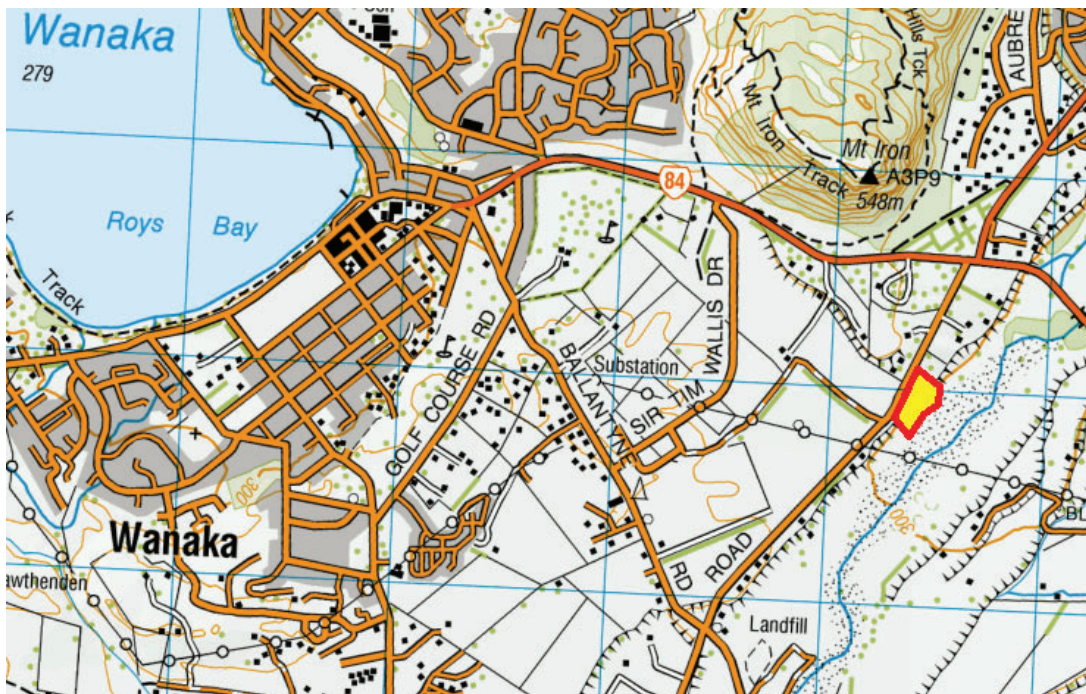 Wanaka
279
Roys Bay
Track
84
Mt Iron
Track
Hills Tck
Mt Iron
A3P9
548m
AUBRE
WALLIS DR
SIR TIM
Substation
BALLANTYNE
RD
GOLF COURSE RD
ROAD
Landfill
300
300
Wanaka
awthenden
BL